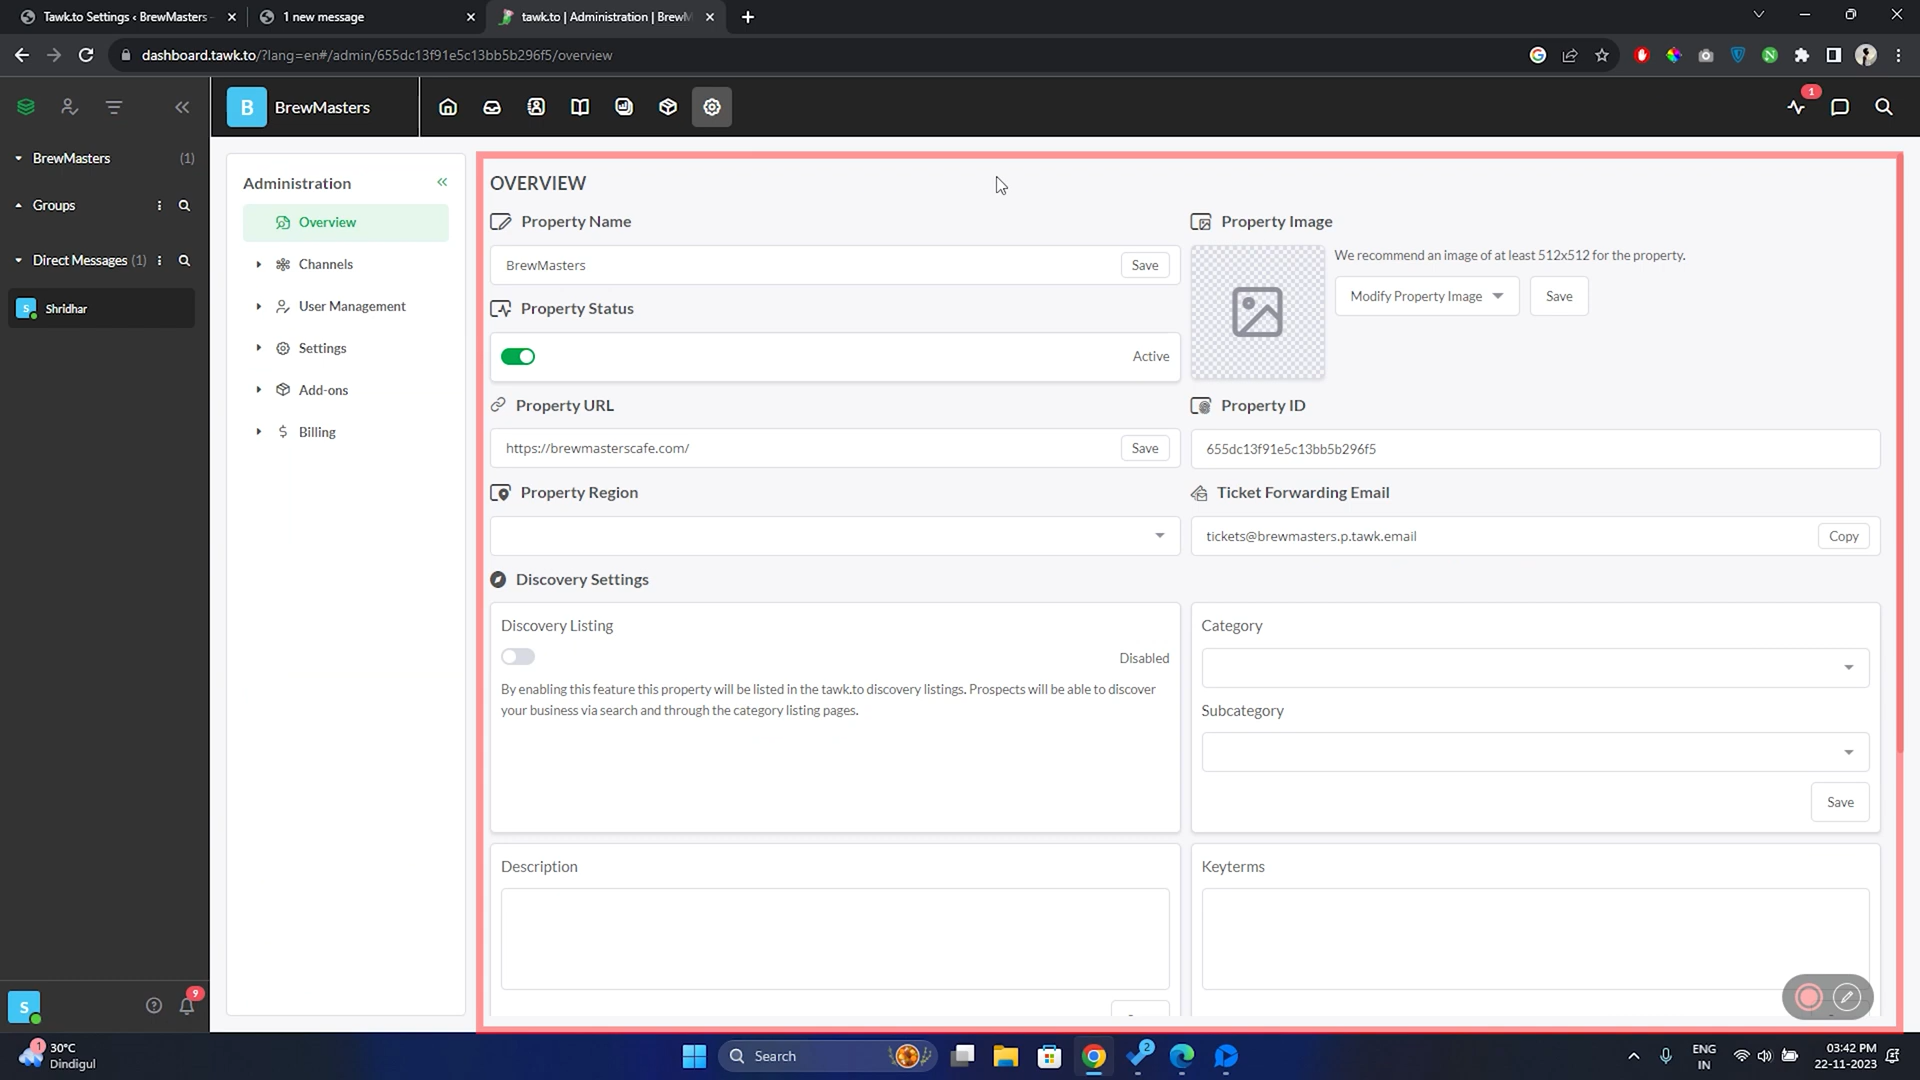 Tawk.to Settings ‹ BrewMasters -
1 new message
tawk.to | Administration | BrewM
dashboard.tawk.to/?lang=en#/admin/655dc13f91e5c13bb5b296f5/overview
B BrewMasters
1
BrewMasters (1)
Groups
Direct Messages (1)
S Shridhar
Administration
Overview
Channels
User Management
Settings
Add-ons
Billing
OVERVIEW
Property Name
BrewMasters Save
Property Status
Active
Property URL
https://brewmasterscafe.com/ Save
Property Region
Property Image
We recommend an image of at least 512x512 for the property.
Modify Property Image Save
Property ID
655dc13f91e5c13bb5b296f5
Ticket Forwarding Email
tickets@brewmasters.p.tawk.email Copy
Discovery Settings
Discovery Listing
Disabled
By enabling this feature this property will be listed in the tawk.to discovery listings. Prospects will be able to discover
your business via search and through the category listing pages.
Category
Subcategory
Save
Description
Keyterms
S 9
1 30°C
Dindigul
Search
2
ENG
IN
03:42 PM
22-11-2023